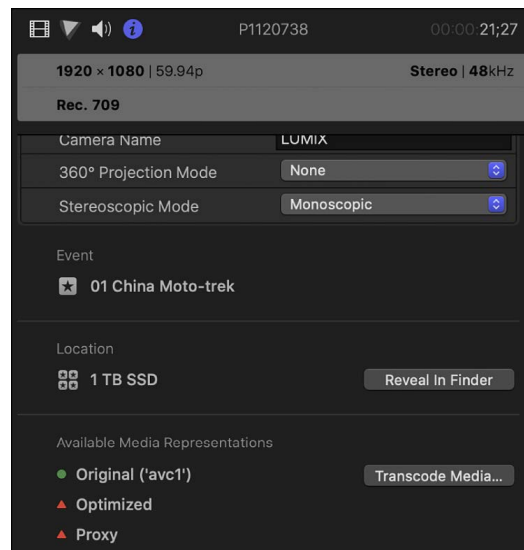 P1120738 00:00:21;27
1920 × 1080 | 59.94p Stereo | 48kHz
Rec. 709
Camera Name LUMIX
360° Projection Mode None
Stereoscopic Mode Monoscopic
Event
01 China Moto-trek
Location
1 TB SSD Reveal In Finder
Available Media Representations
Original ('avc1') Transcode Media...
Optimized
Proxy